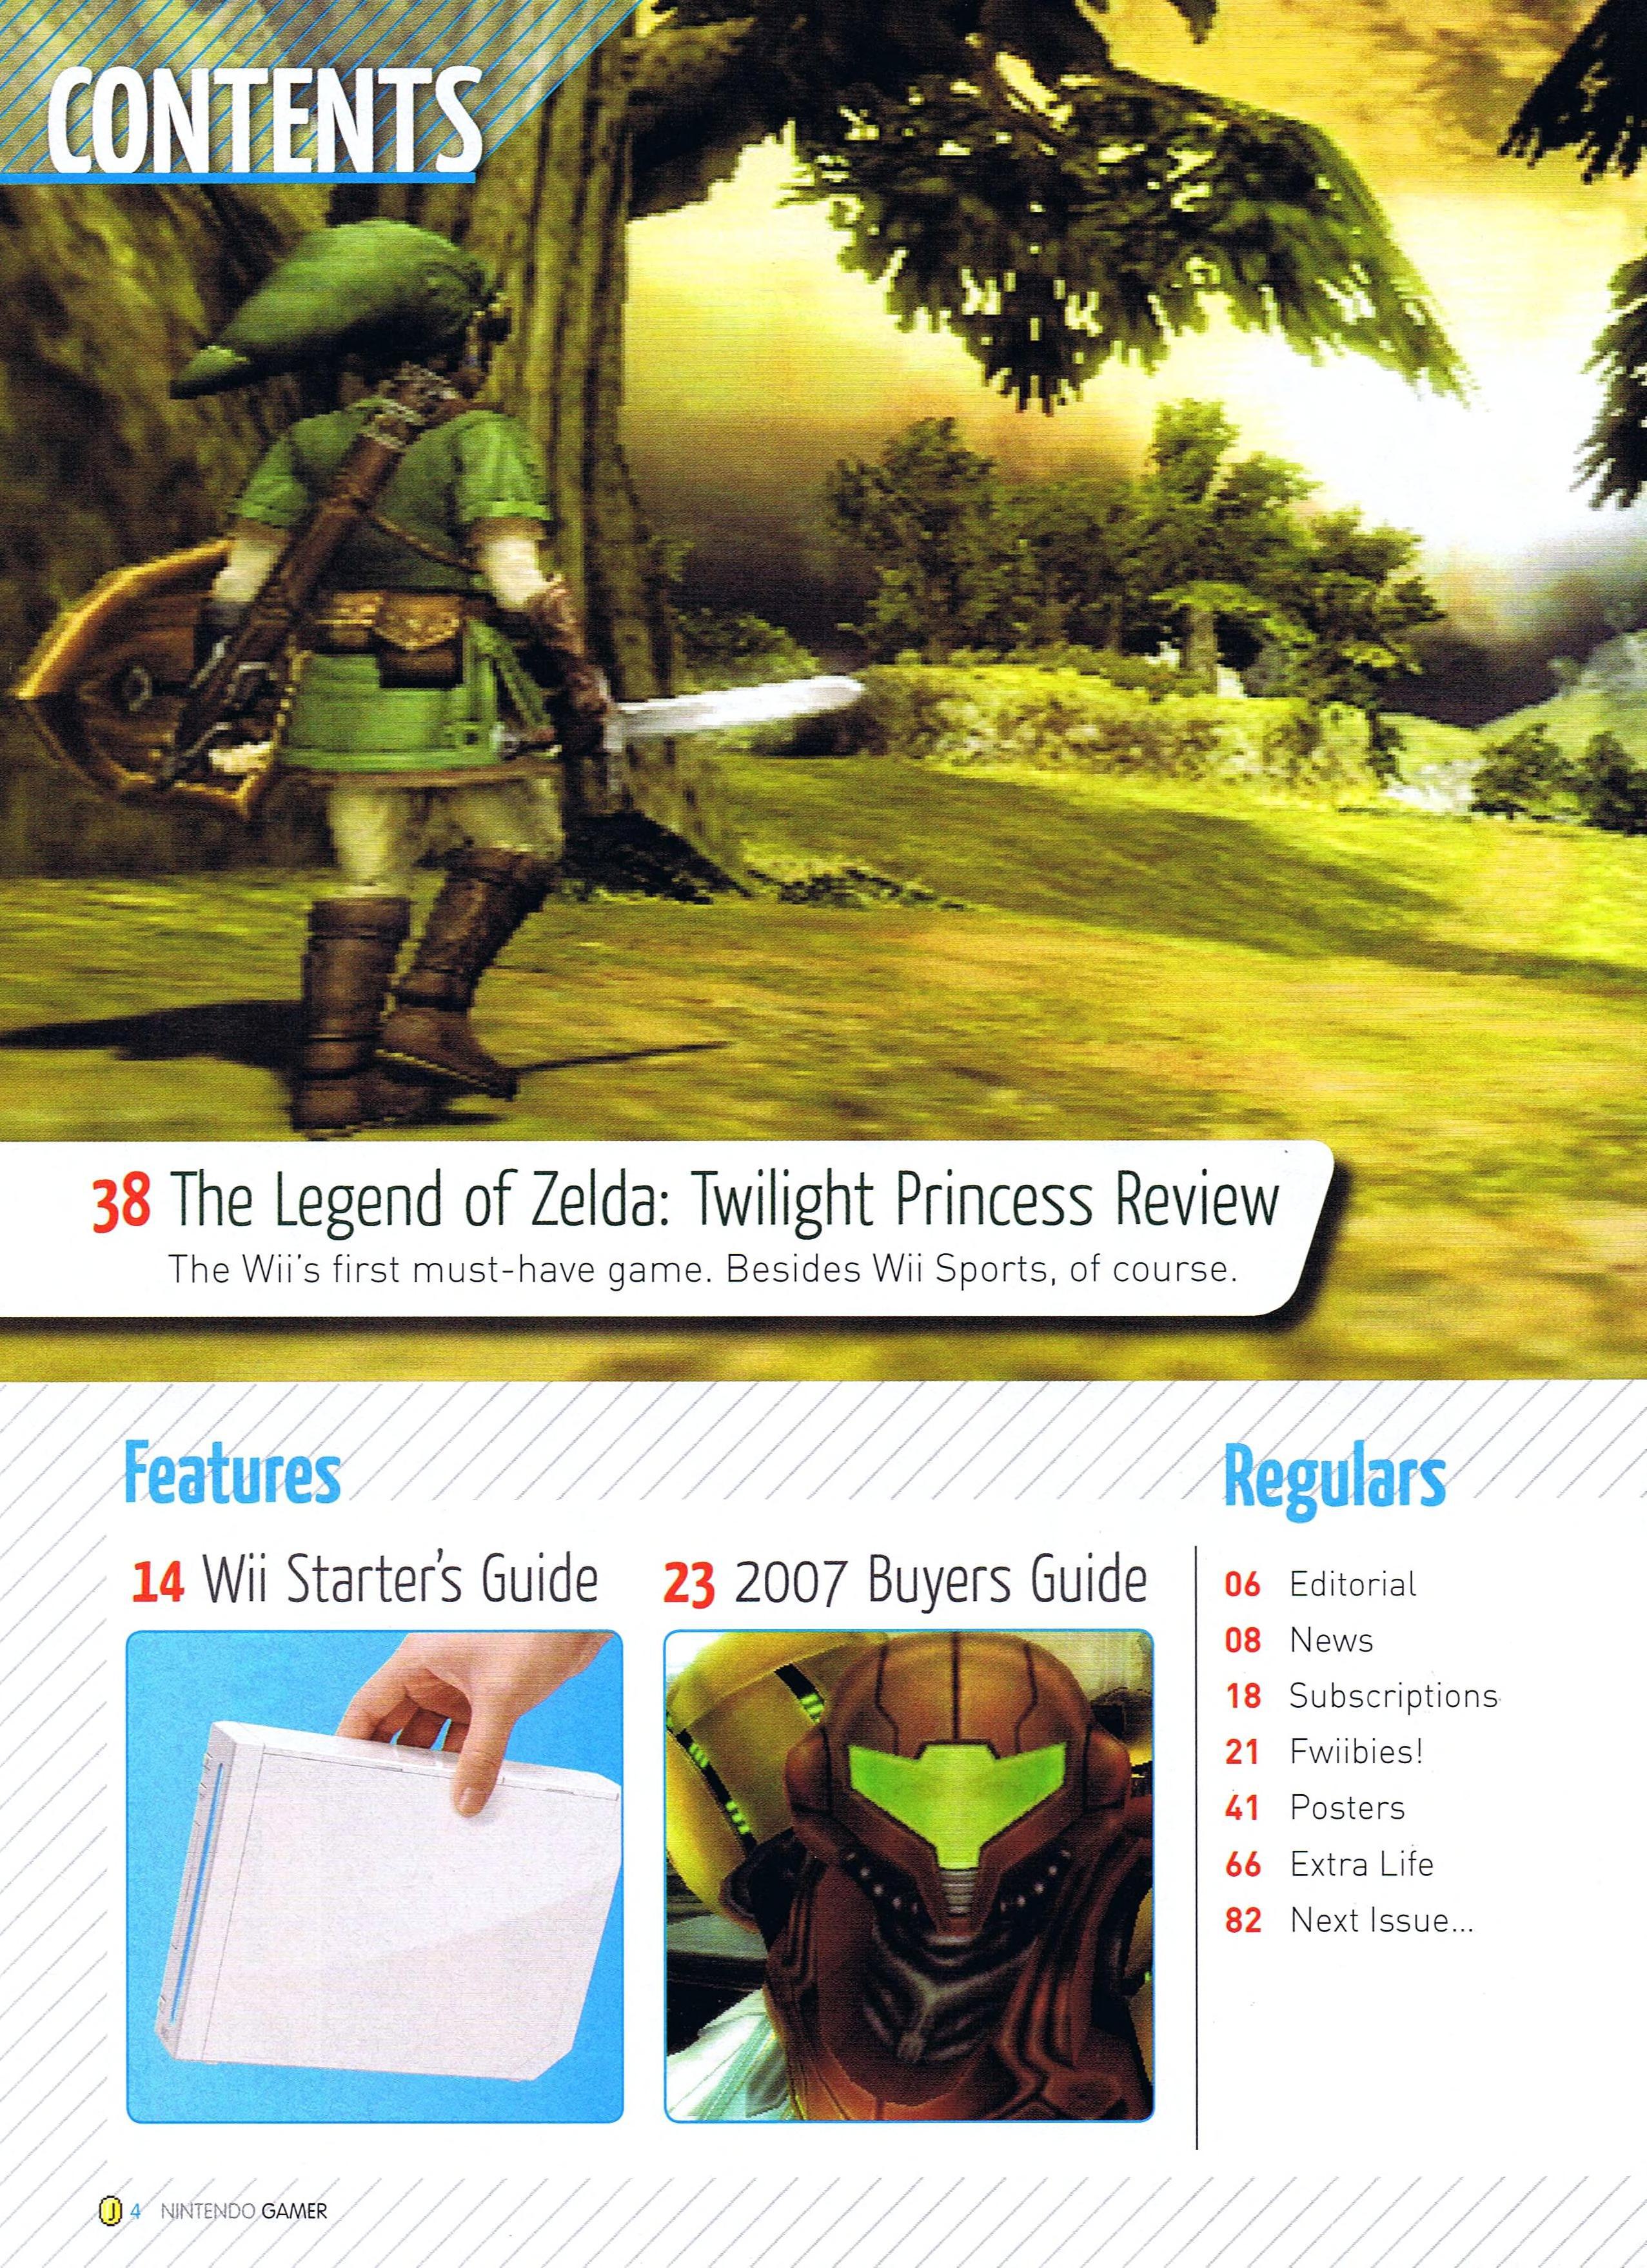 CONTENTS
38 The Legend of Zelda: Twilight Princess Review
The Wii's first must-have game. Besides Wii Sports, of course.
Features
14 Wii Starter's Guide
23 2007 Buyers Guide
Regulars
06 Editorial
08 News
18 Subscriptions
21 Fwiibies!
41 Posters
66 Extra Life
82 Next Issue...
4 NINTENDO GAMER